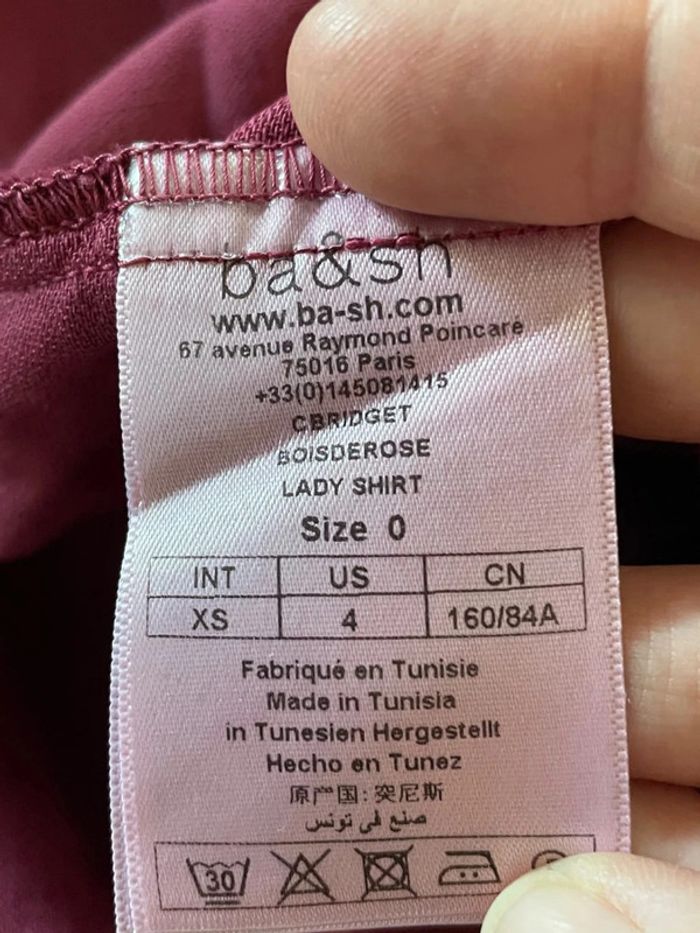 ba&sh
www.ba-sh.com
67 avenue Raymond Poincaré
75016 Paris
+33(0)145081415
CBRIDGET
BOISDEROSE
LADY SHIRT
Size 0
INT US CN
XS 4 160/84A
Fabriqué en Tunisie
Made in Tunisia
in Tunesien Hergestellt
Hecho en Tunez
原产国:突尼斯
صنع في تونس
30